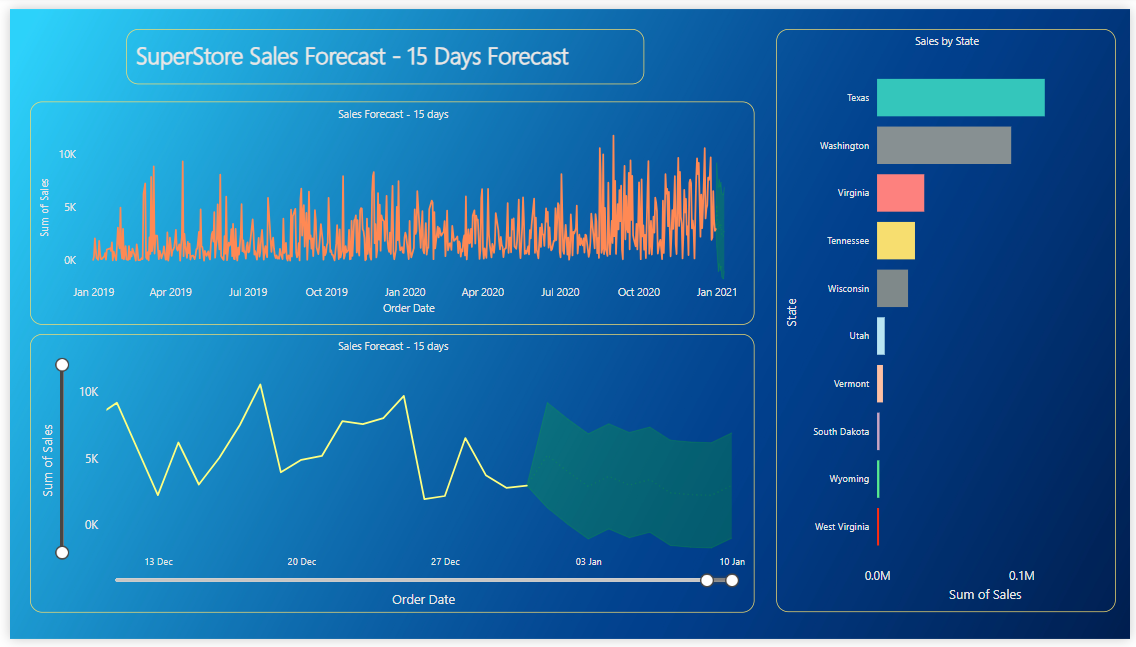 SuperStore Sales Forecast - 15 Days Forecast
Sales Forecast - 15 days
Sum of Sales
10K
5K
0K
Jan 2019 Apr 2019 Jul 2019 Oct 2019 Jan 2020 Apr 2020 Jul 2020 Oct 2020 Jan 2021
Order Date
Sales Forecast - 15 days
Sum of Sales
10K
5K
0K
13 Dec 20 Dec 27 Dec 03 Jan 10 Jan
Order Date
Sales by State
State
Texas
Washington
Virginia
Tennessee
Wisconsin
Utah
Vermont
South Dakota
Wyoming
West Virginia
0.0M 0.1M
Sum of Sales